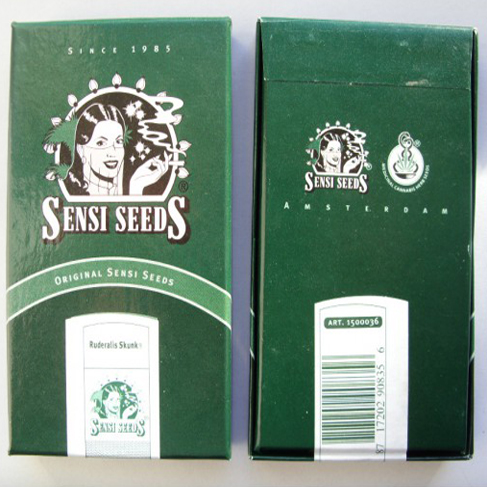 SINCE 1985
SENSI SEEDS
ORIGINAL SENSI SEEDS
Ruderalis Skunk
SENSI SEEDS
SENSI SEEDS
AMSTERDAM
ART. 1500036
87 17202 90835 6